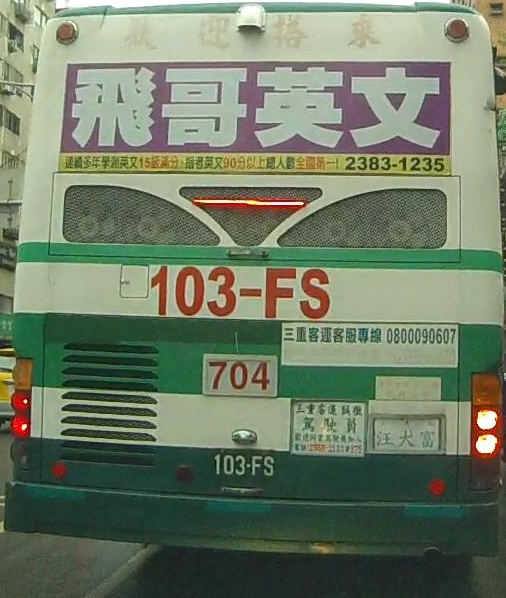 歡迎搭乘
飛哥英文
連續多年學測英文15級滿分、指考英文90分以上總人數全國第一! 2383-1235
103-FS
三重客運客服專線 0800090607
704
三重客運誠徵
駕駛員
汪大富
103-FS